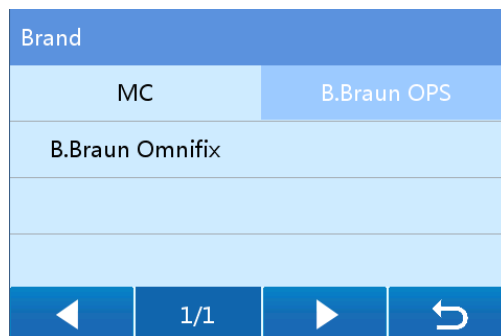 Brand
MC
B.Braun OPS
B.Braun Omnifix
1/1